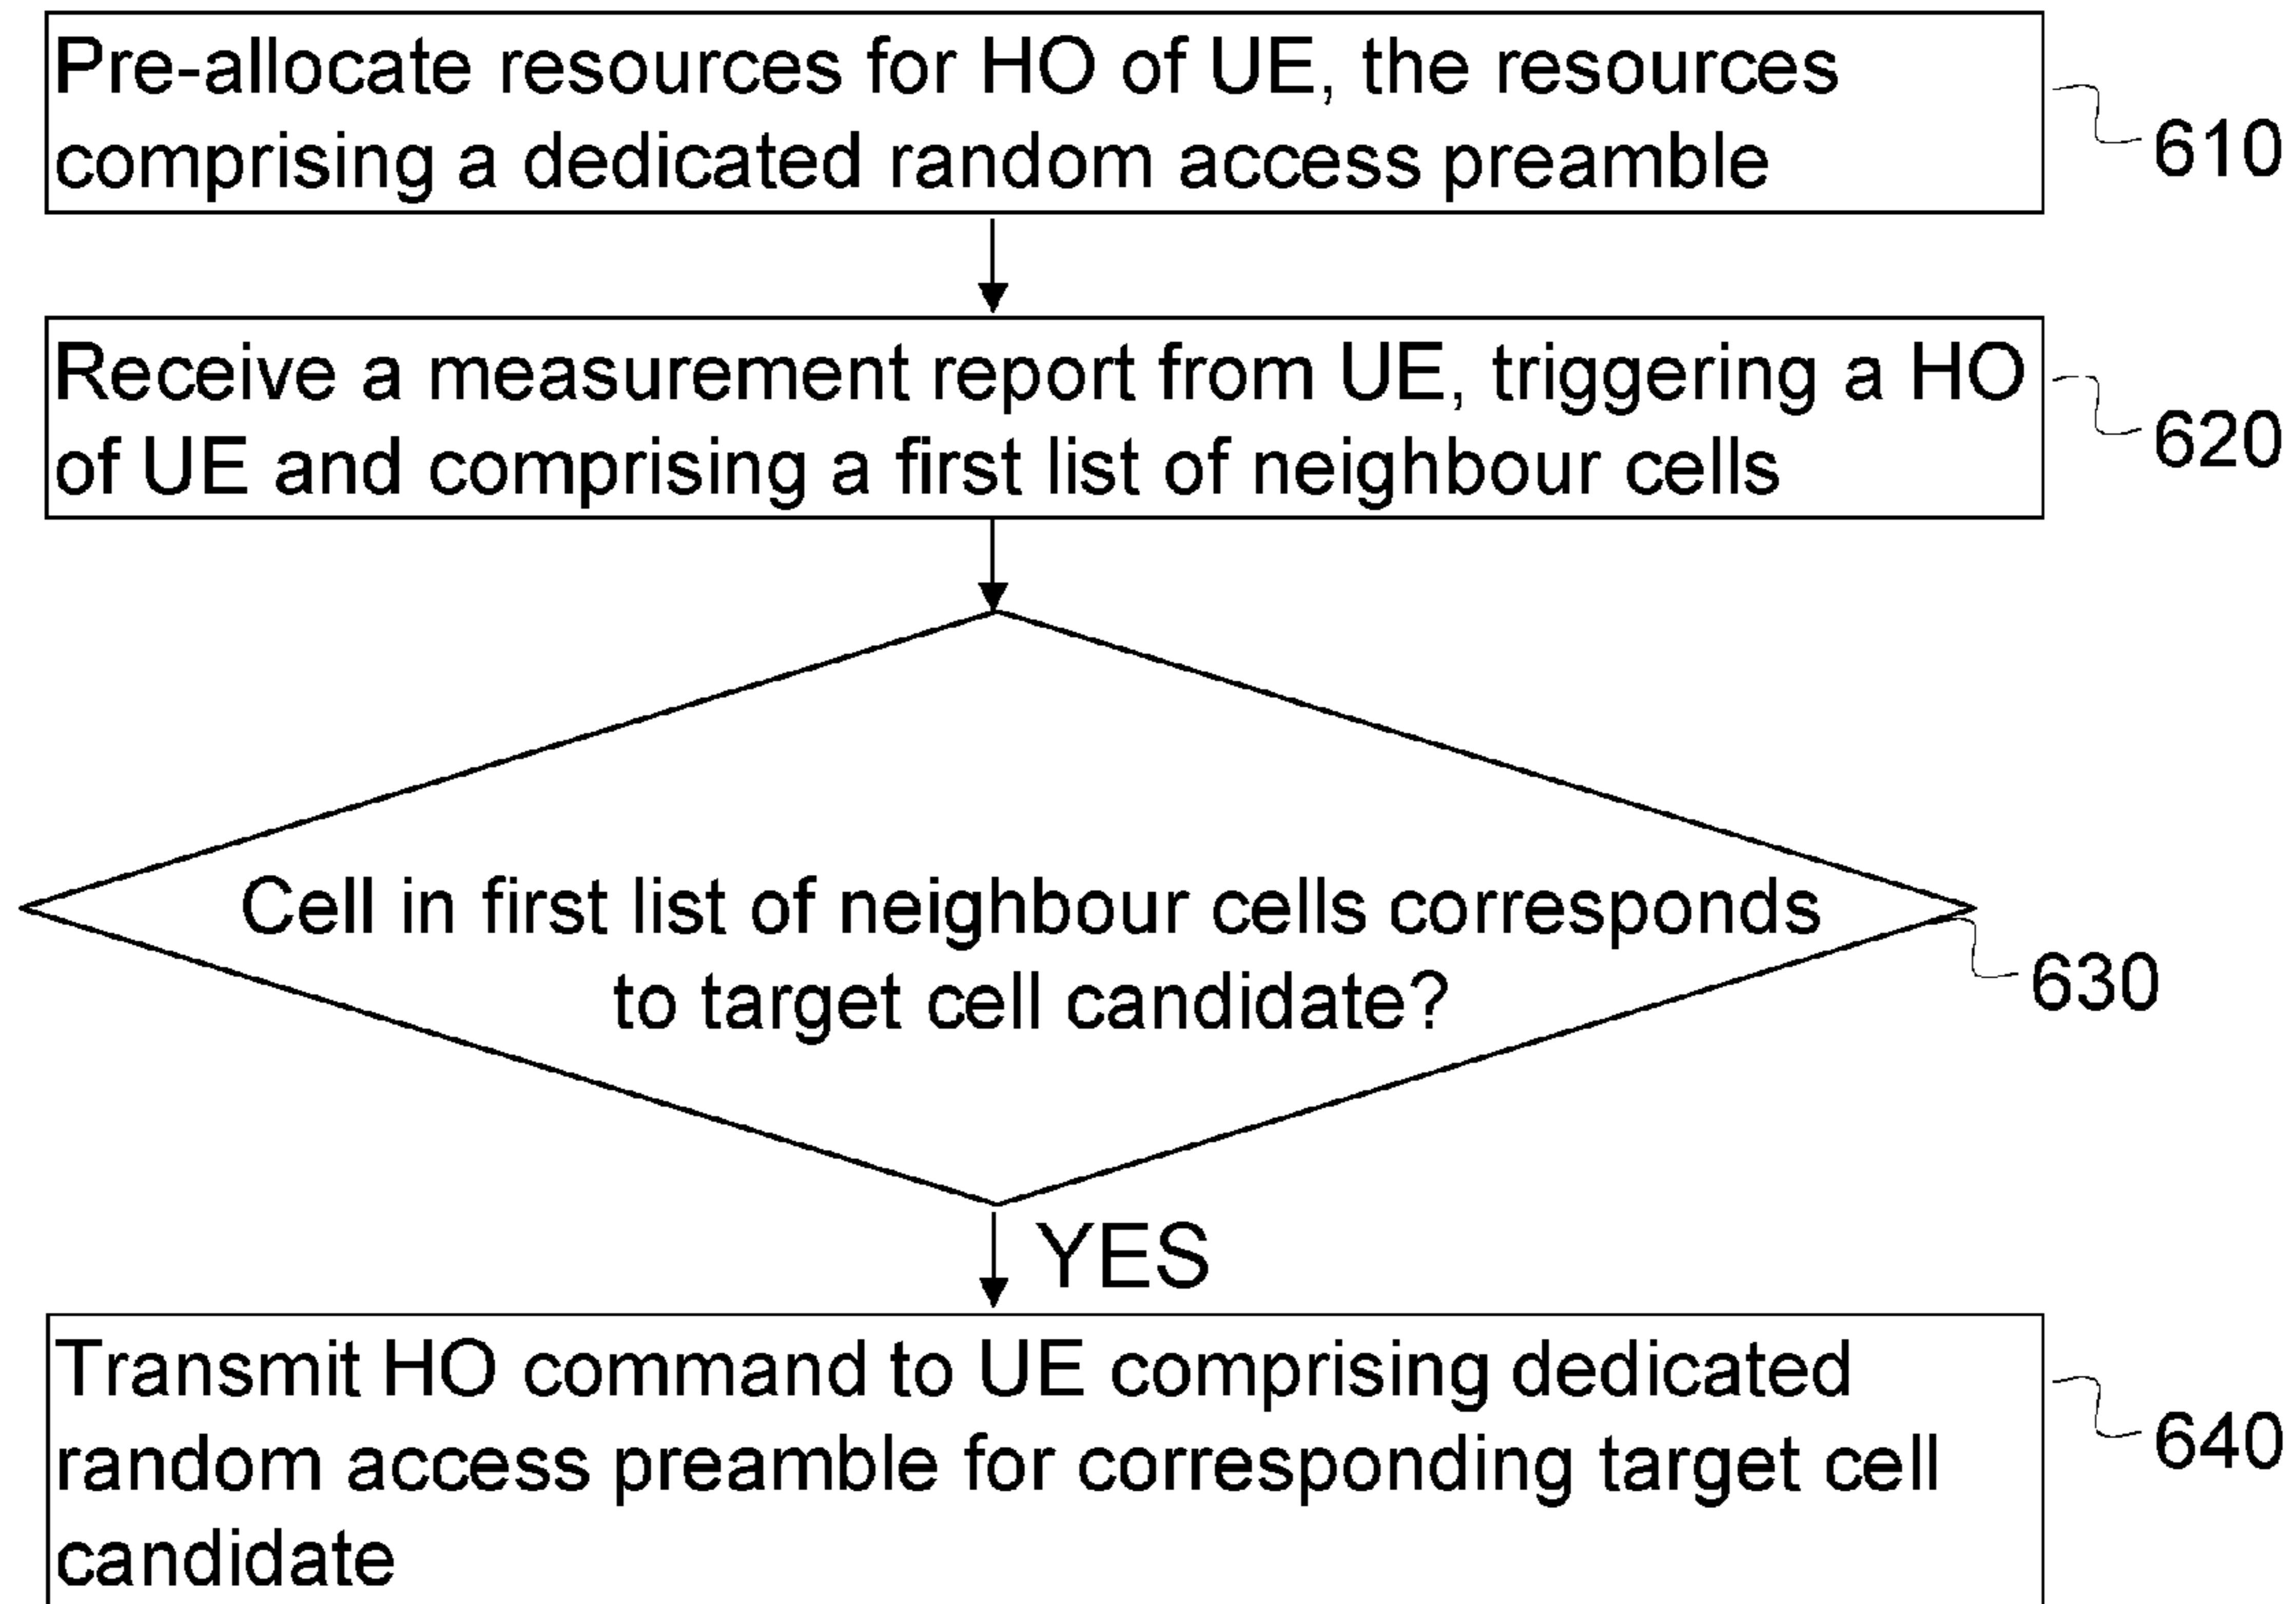 Pre-allocate resources for HO of UE, the resources
comprising a dedicated random access preamble
610
Receive a measurement report from UE, triggering a HO
of UE and comprising a first list of neighbour cells
620
Cell in first list of neighbour cells corresponds
to target cell candidate?
630
YES
Transmit HO command to UE comprising dedicated
random access preamble for corresponding target cell
candidate
640